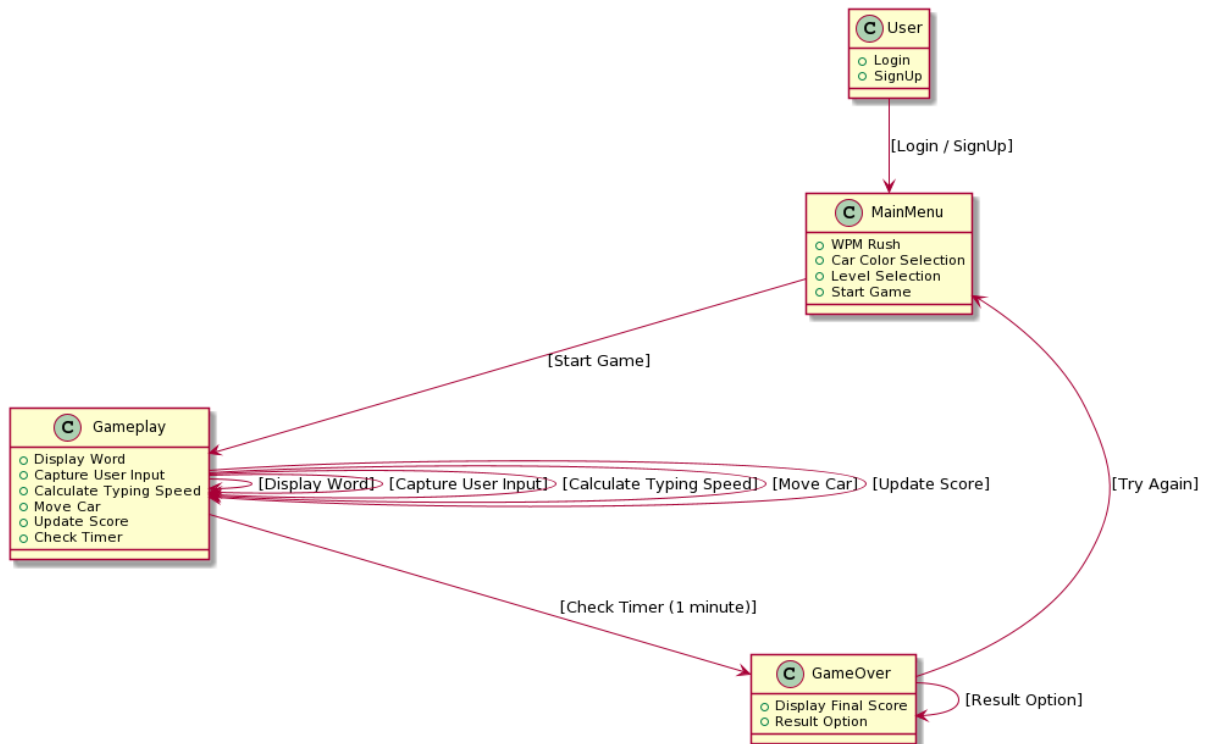 C User
Login
SignUp
[Login / SignUp]
C MainMenu
WPM Rush
Car Color Selection
Level Selection
Start Game
[Start Game]
C Gameplay
Display Word
Capture User Input
Calculate Typing Speed
Move Car
Update Score
Check Timer
[Display Word]
[Capture User Input]
[Calculate Typing Speed]
[Move Car]
[Update Score]
[Try Again]
[Check Timer (1 minute)]
C GameOver
Display Final Score
Result Option
[Result Option]